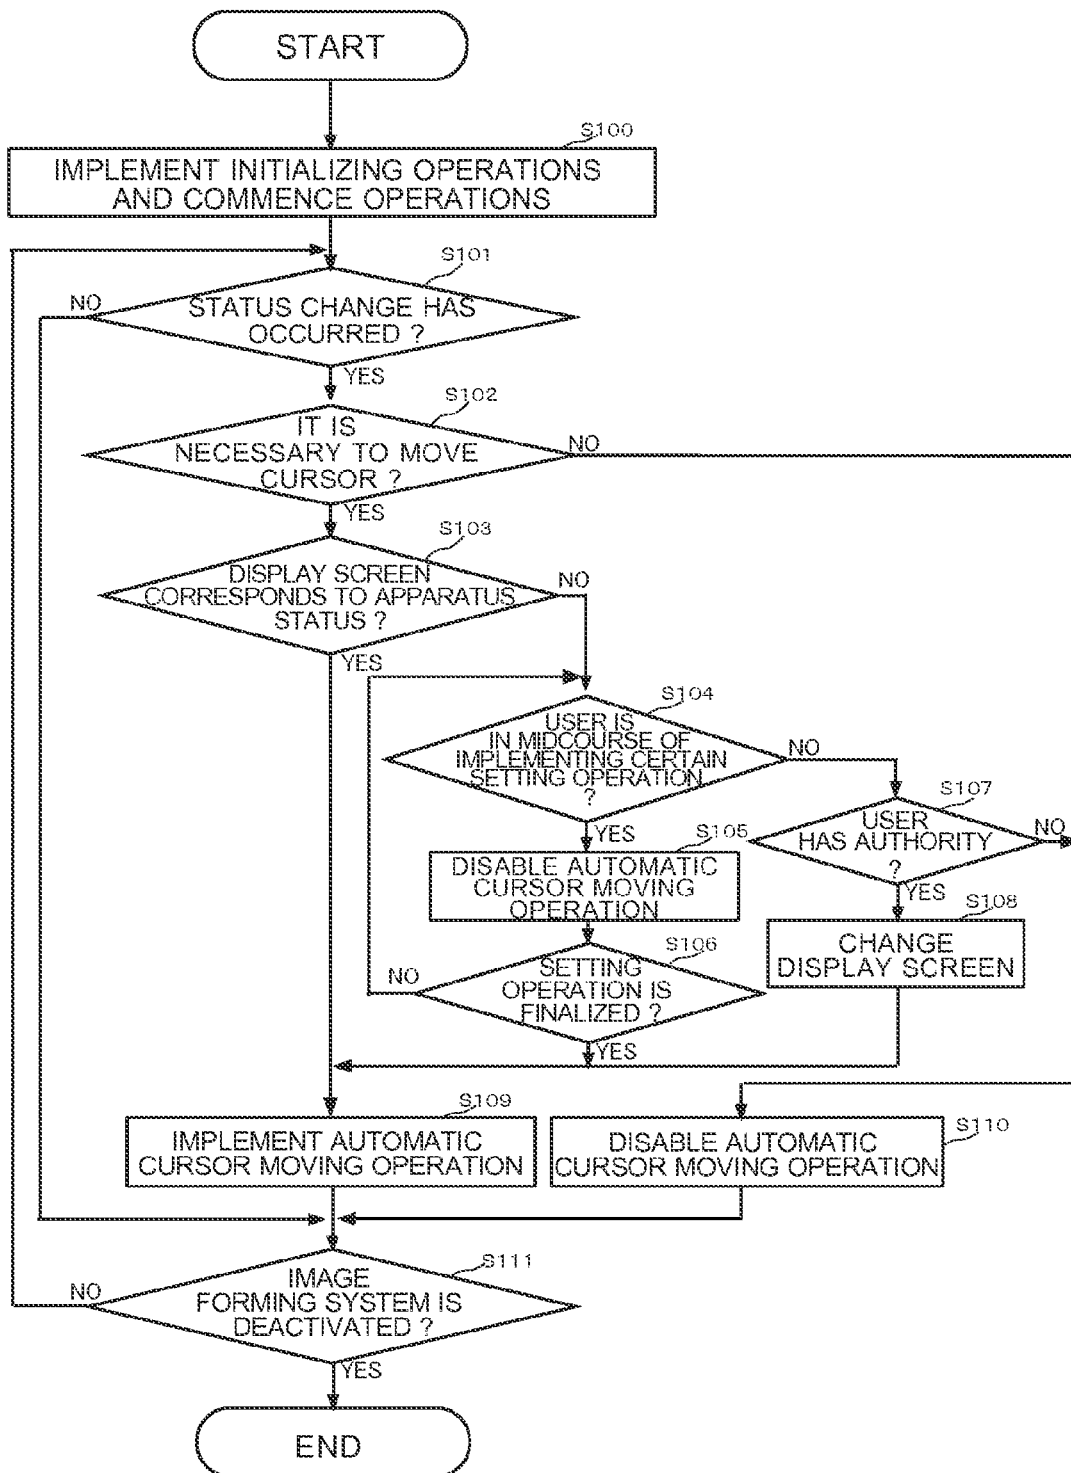 START
S100
IMPLEMENT INITIALIZING OPERATIONS
AND COMMENCE OPERATIONS
S101
NO
STATUS CHANGE HAS
OCCURRED ?
YES
S102
IT IS
NECESSARY TO MOVE
CURSOR ?
NO
YES
S103
DISPLAY SCREEN
CORRESPONDS TO APPARATUS
STATUS ?
NO
YES
S104
USER IS
IN MIDCOURSE OF
IMPLEMENTING CERTAIN
SETTING OPERATION
?
NO
YES
S107
USER
HAS AUTHORITY
?
NO
YES
S105
DISABLE AUTOMATIC
CURSOR MOVING
OPERATION
S108
CHANGE
DISPLAY SCREEN
S106
NO
SETTING
OPERATION IS
FINALIZED ?
YES
S109
IMPLEMENT AUTOMATIC
CURSOR MOVING OPERATION
S110
DISABLE AUTOMATIC
CURSOR MOVING OPERATION
S111
NO
IMAGE
FORMING SYSTEM IS
DEACTIVATED ?
YES
END